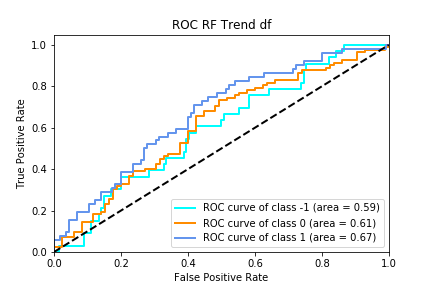 ROC RF Trend df
True Positive Rate
1.0
0.8
0.6
0.4
0.2
0.0
ROC curve of class -1 (area = 0.59)
ROC curve of class 0 (area = 0.61)
ROC curve of class 1 (area = 0.67)
0.0 0.2 0.4 0.6 0.8 1.0
False Positive Rate